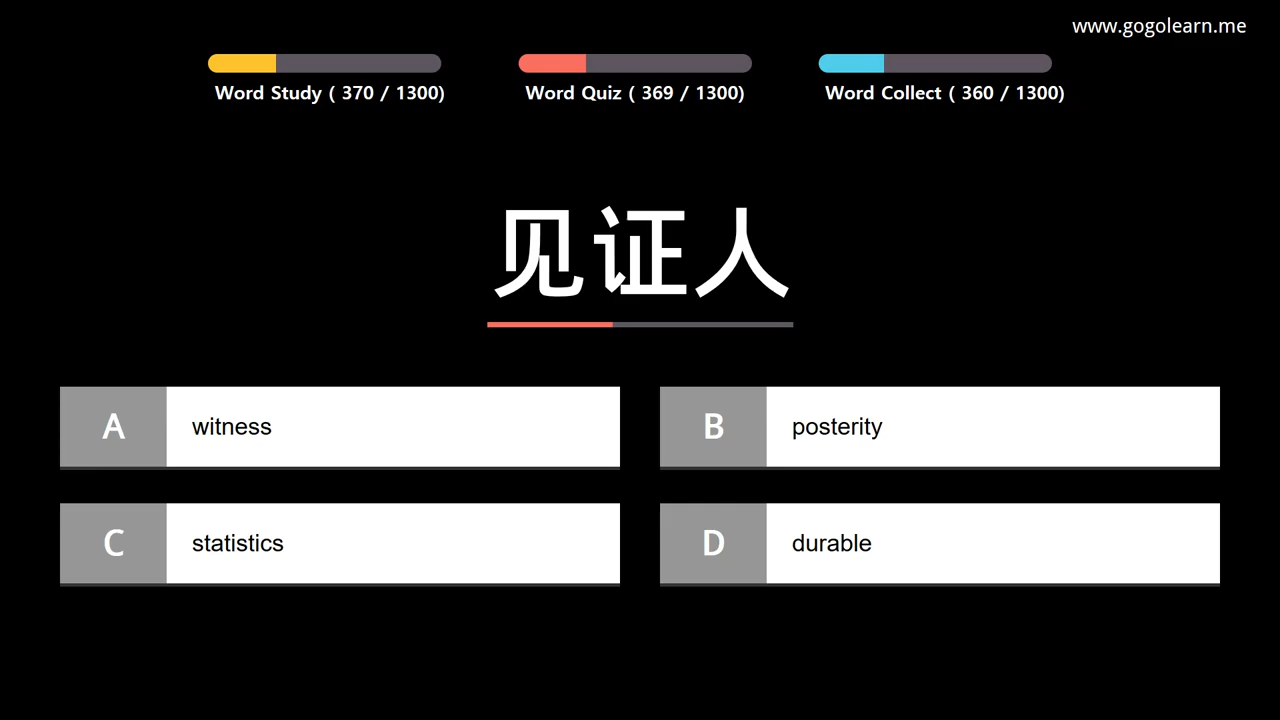 www.gogolearn.me
Word Study ( 370 / 1300)
Word Quiz ( 369 / 1300)
Word Collect ( 360 / 1300)
见证人
A witness
B posterity
C statistics
D durable